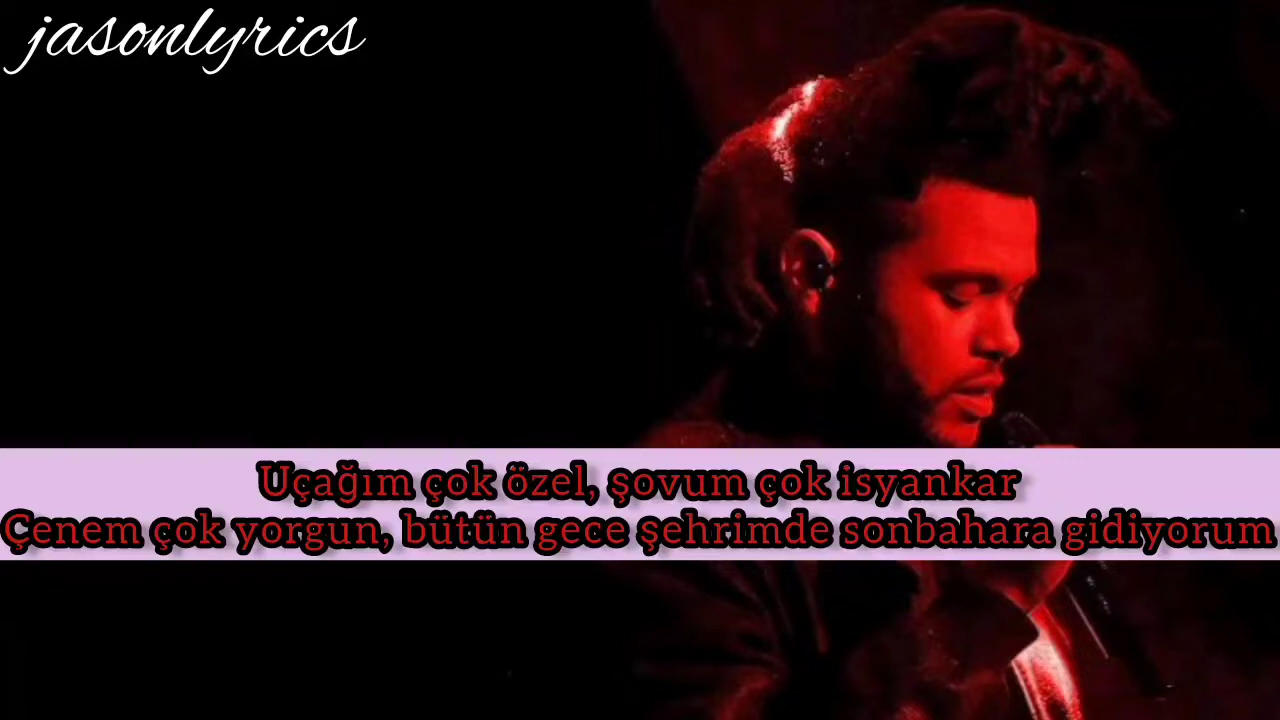 jasonlyrics
Uçağım çok özel, şovum çok isyankar
Çenem çok yorgun, bütün gece şehrimde sonbahara gidiyorum